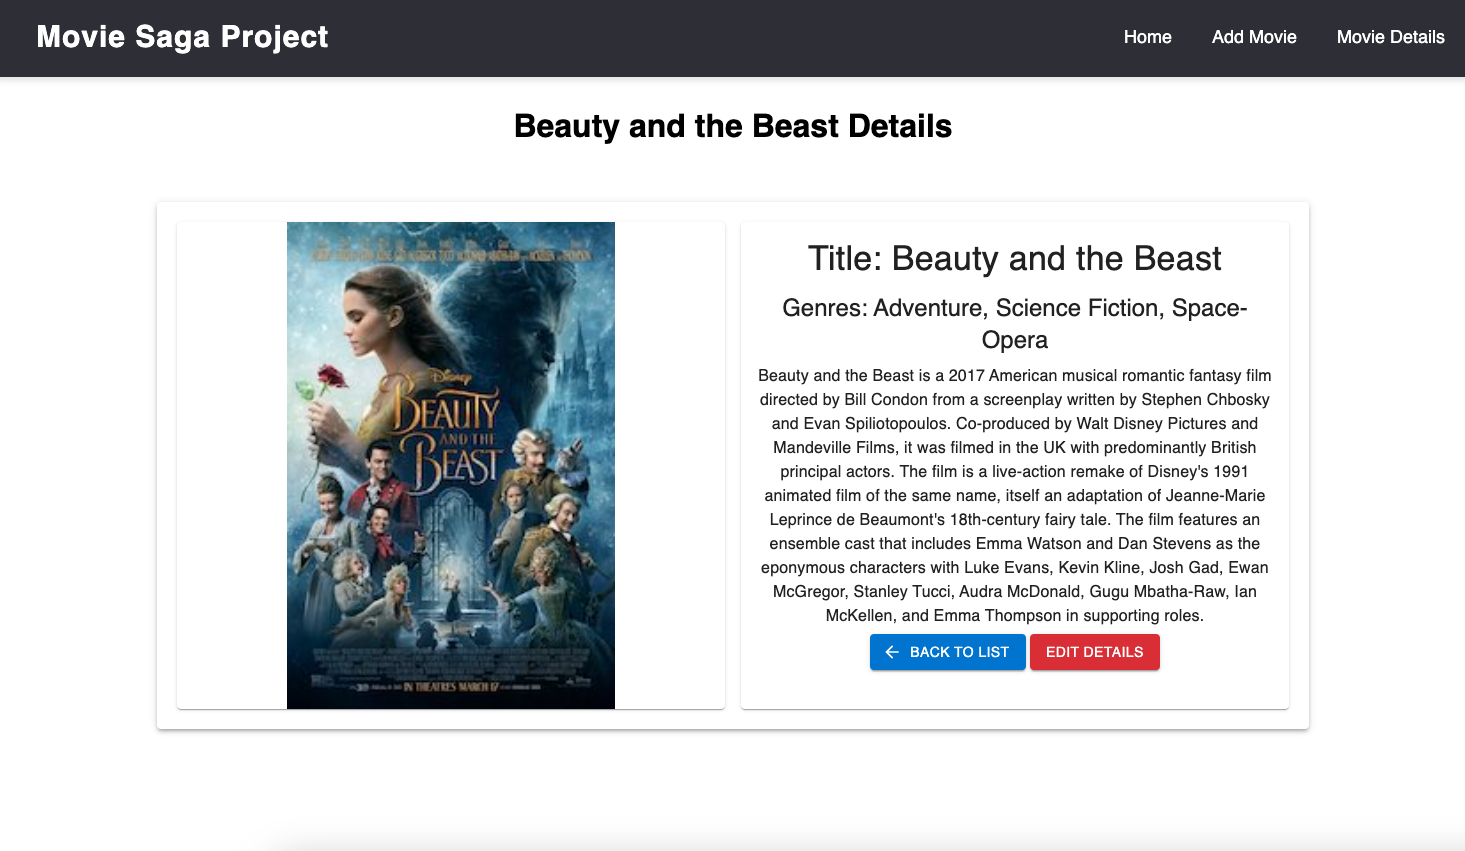 Movie Saga Project
Home Add Movie Movie Details
Beauty and the Beast Details
Disney
BEAUTY
AND THE
BEAST
IN THEATRES MARCH 17
Title: Beauty and the Beast
Genres: Adventure, Science Fiction, Space-
Opera
Beauty and the Beast is a 2017 American musical romantic fantasy film
directed by Bill Condon from a screenplay written by Stephen Chbosky
and Evan Spiliotopoulos. Co-produced by Walt Disney Pictures and
Mandeville Films, it was filmed in the UK with predominantly British
principal actors. The film is a live-action remake of Disney's 1991
animated film of the same name, itself an adaptation of Jeanne-Marie
Leprince de Beaumont's 18th-century fairy tale. The film features an
ensemble cast that includes Emma Watson and Dan Stevens as the
eponymous characters with Luke Evans, Kevin Kline, Josh Gad, Ewan
McGregor, Stanley Tucci, Audra McDonald, Gugu Mbatha-Raw, Ian
McKellen, and Emma Thompson in supporting roles.
BACK TO LIST EDIT DETAILS